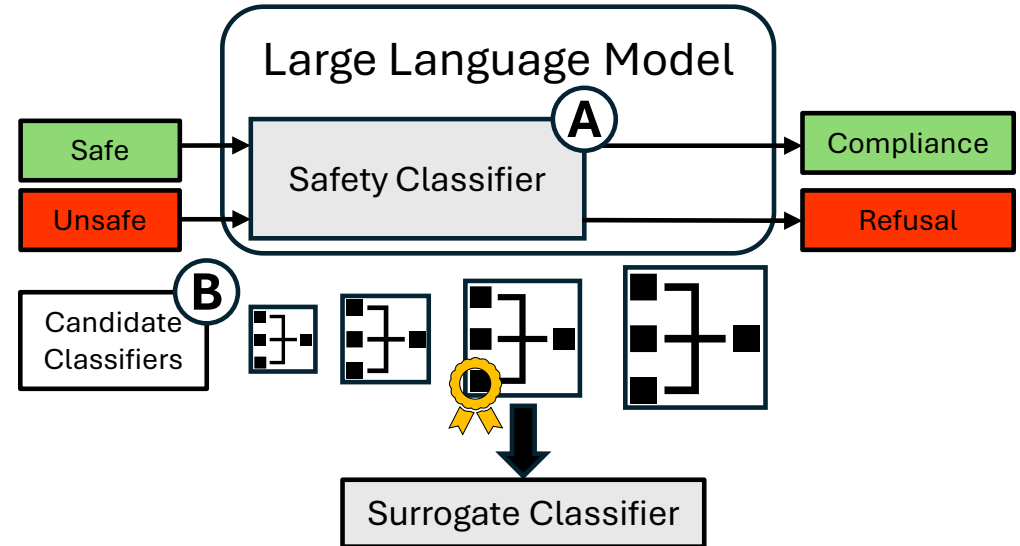 Large Language Model
A
Safe
Safety Classifier
Compliance
Unsafe
Refusal
B
Candidate
Classifiers
Surrogate Classifier